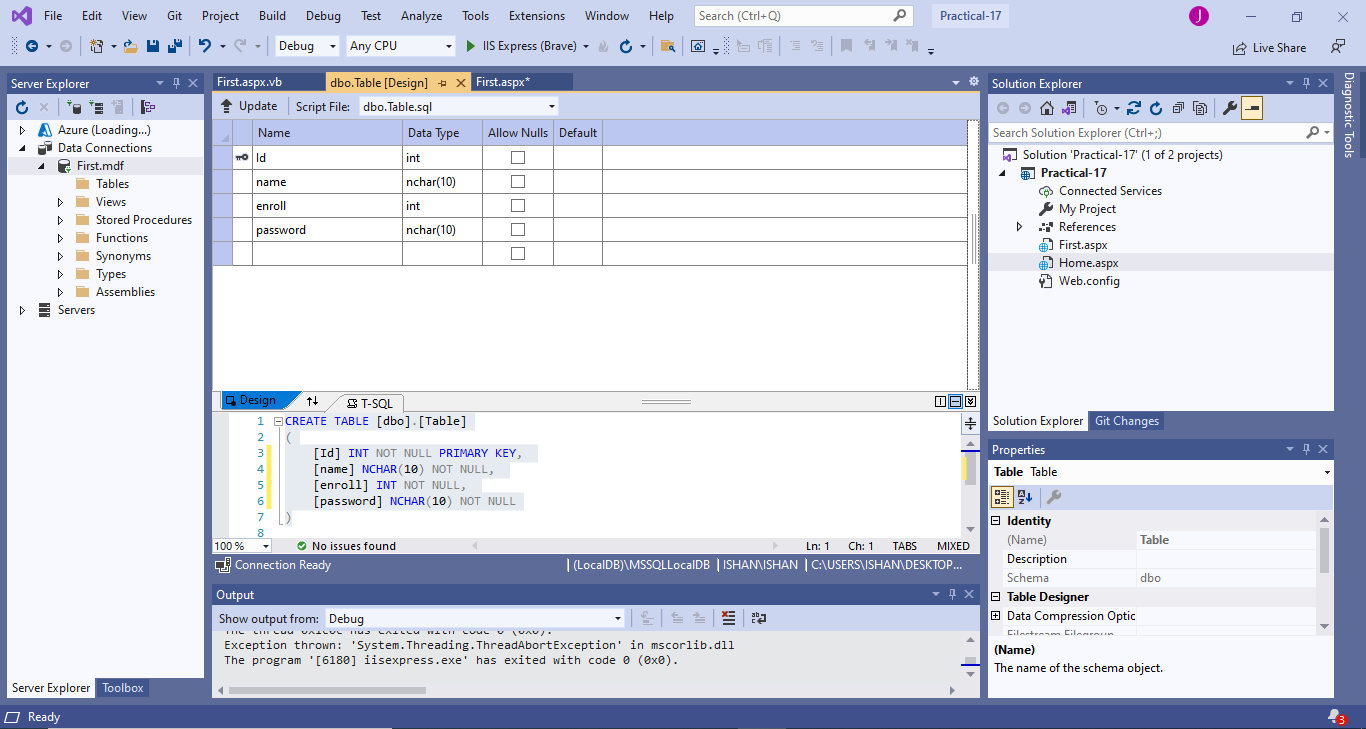 File Edit View Git Project Build Debug Test Analyze Tools Extensions Window Help Search (Ctrl+Q) Practical-17 J
Debug Any CPU IIS Express (Brave) Live Share
Server Explorer
Azure (Loading...)
Data Connections
First.mdf
Tables
Views
Stored Procedures
Functions
Synonyms
Types
Assemblies
Servers
Server Explorer Toolbox
First.aspx.vb dbo.Table [Design] First.aspx*
Update Script File: dbo.Table.sql
Name Data Type Allow Nulls Default
Id int
name nchar(10)
enroll int
password nchar(10)
Design T-SQL
1 CREATE TABLE [dbo].[Table]
2 (
3 [Id] INT NOT NULL PRIMARY KEY,
4 [name] NCHAR(10) NOT NULL,
5 [enroll] INT NOT NULL,
6 [password] NCHAR(10) NOT NULL
7 )
8
100 % No issues found Ln: 1 Ch: 1 TABS MIXED
Connection Ready | (LocalDB)\MSSQLLocalDB | ISHAN\ISHAN | C:\USERS\ISHAN\DESKTOP...
Output
Show output from: Debug
The thread 0x1c0c has exited with code 0 (0x0).
Exception thrown: 'System.Threading.ThreadAbortException' in mscorlib.dll
The program '[6180] iisexpress.exe' has exited with code 0 (0x0).
Solution Explorer
Search Solution Explorer (Ctrl+;)
Solution 'Practical-17' (1 of 2 projects)
Practical-17
Connected Services
My Project
References
First.aspx
Home.aspx
Web.config
Solution Explorer Git Changes
Properties
Table Table
Identity
(Name) Table
Description
Schema dbo
Table Designer
Data Compression Optic
Filestream Filegroup
(Name)
The name of the schema object.
Diagnostic Tools
Ready 3